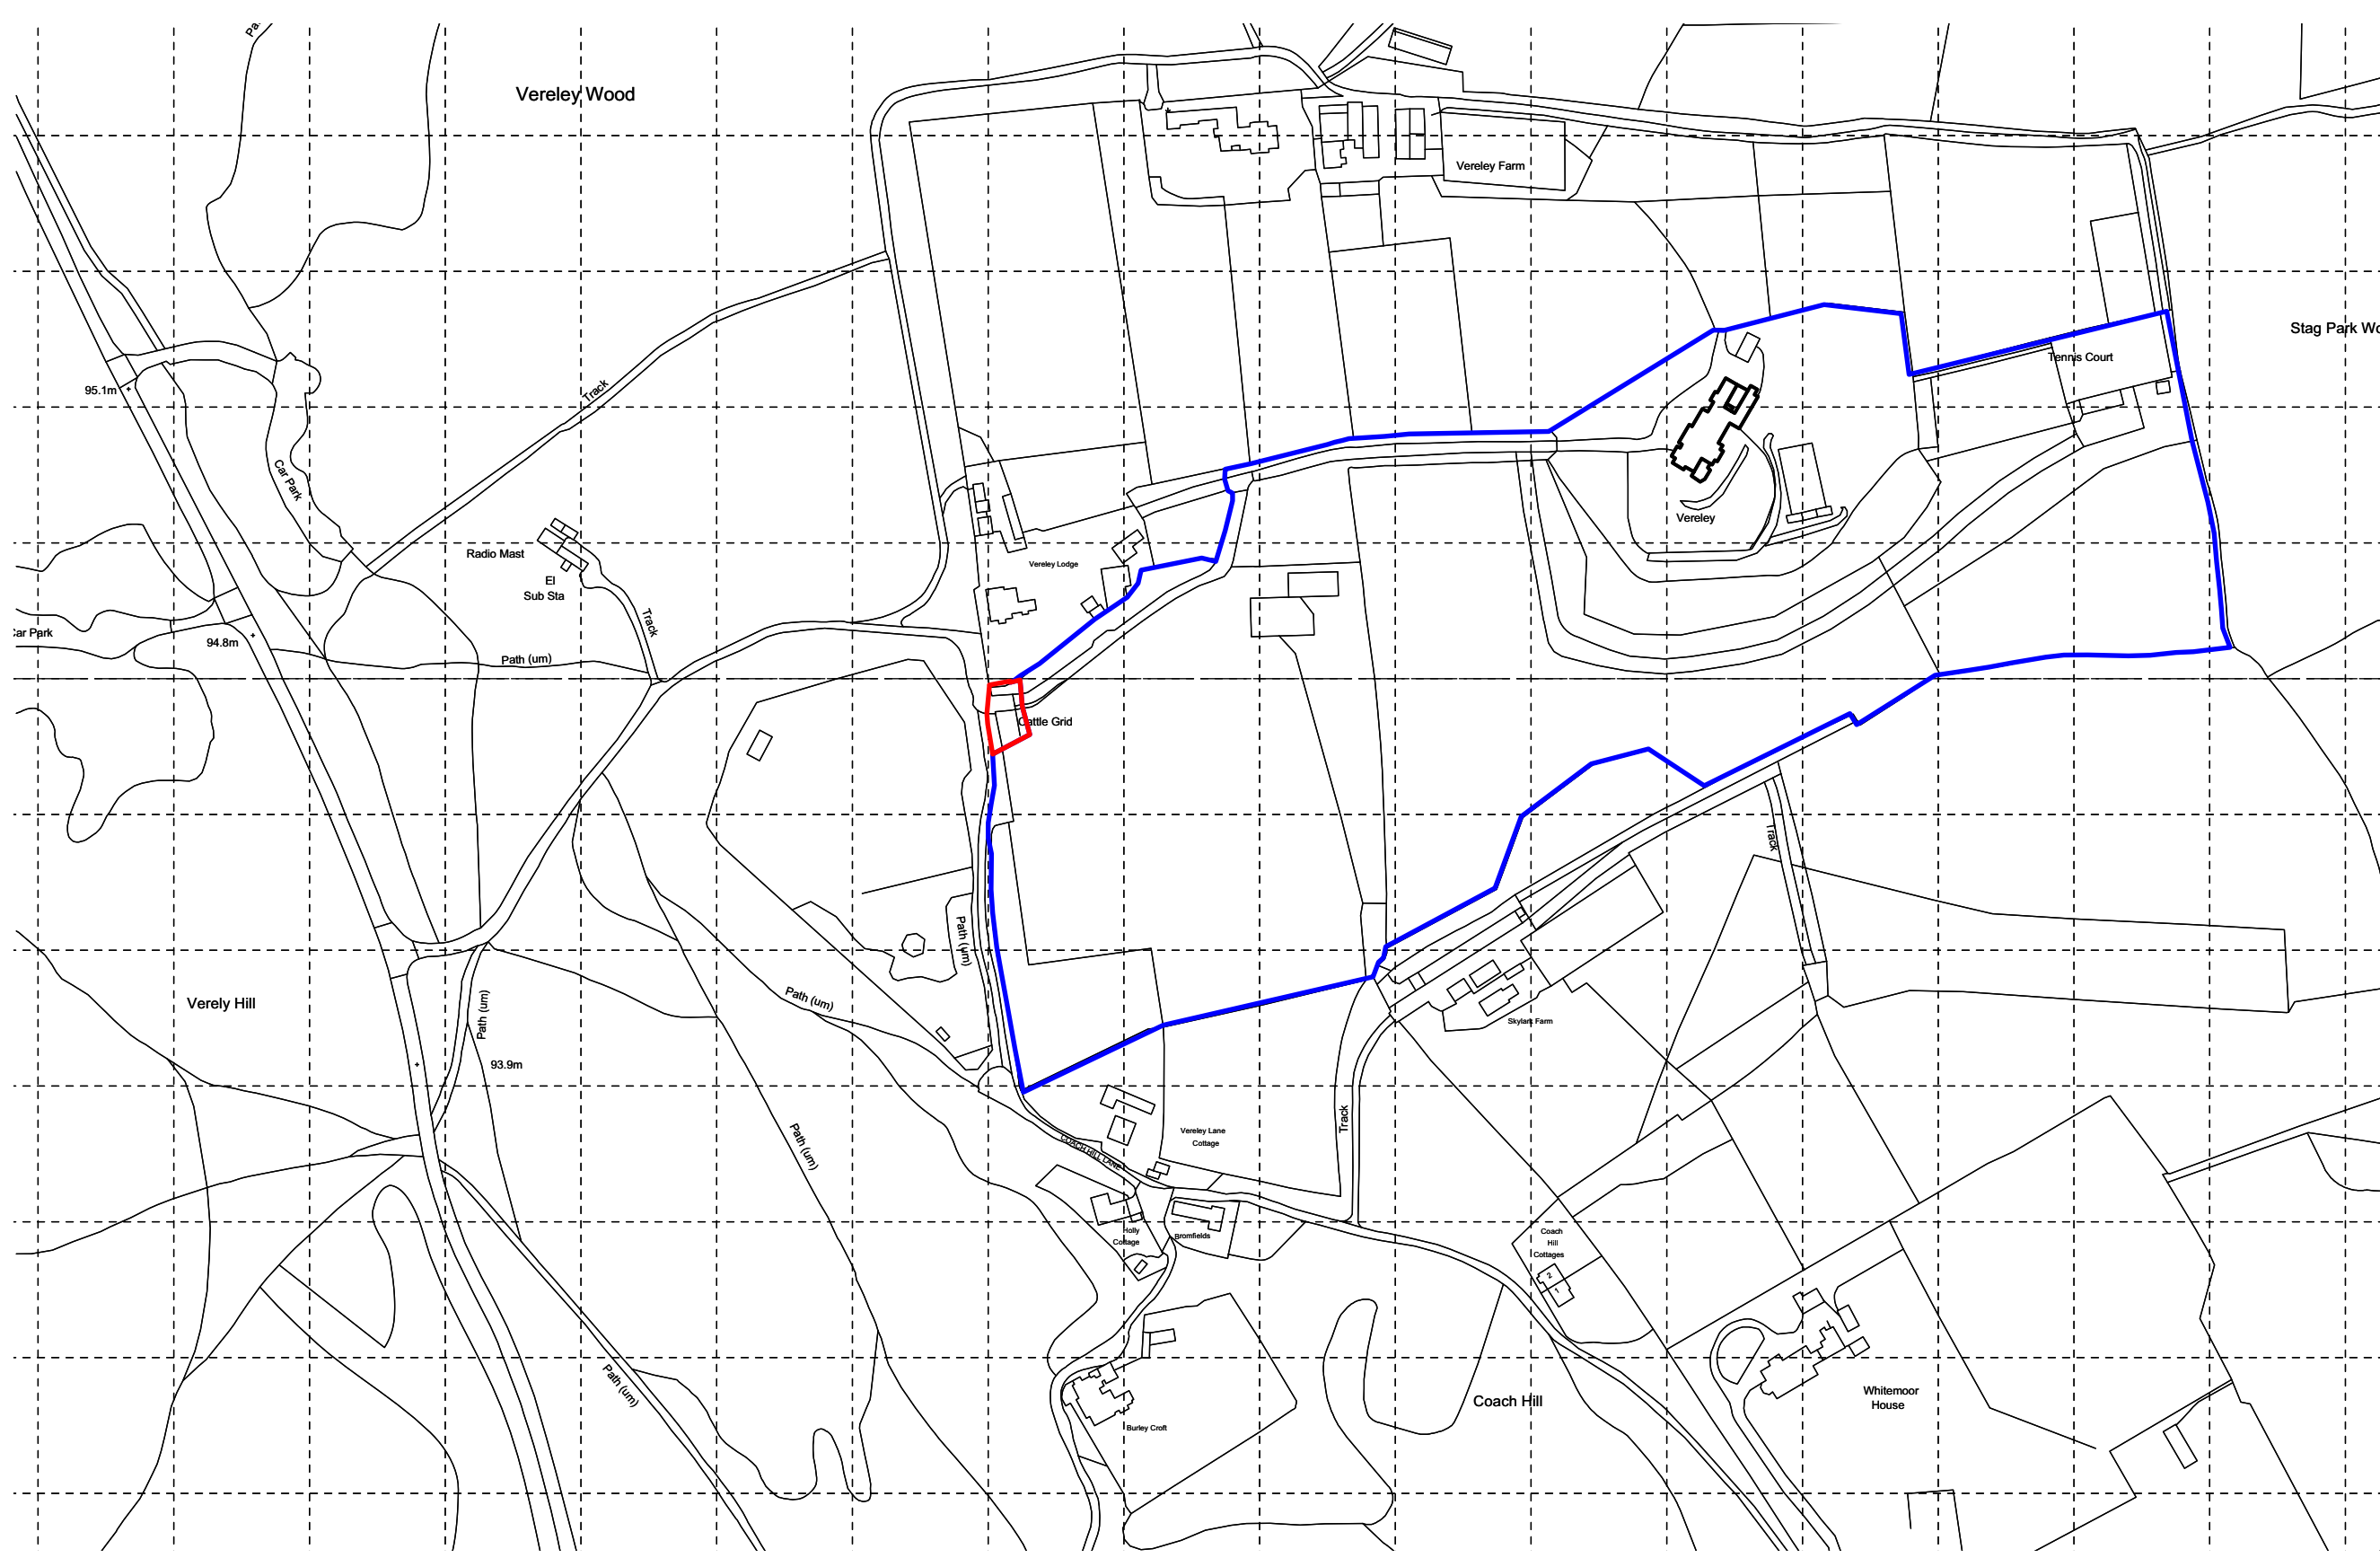 Vereley Wood
Vereley Farm
Stag Park Wo
Tennis Court
95.1m
Track
Car Park
Vereley
Radio Mast
El
Sub Sta
Vereley Lodge
Track
ar Park
94.8m
Path (um)
Cattle Grid
Track
Path (um)
Verely Hill
Path (um)
Path (um)
Skylark Farm
93.9m
Track
Vereley Lane
Cottage
Path (um)
COACH HILL LANE
Holly
Cottage
Bromfields
Coach
Hill
Cottages
2
1
Path (um)
Coach Hill
Whitemoor
House
Burley Croft